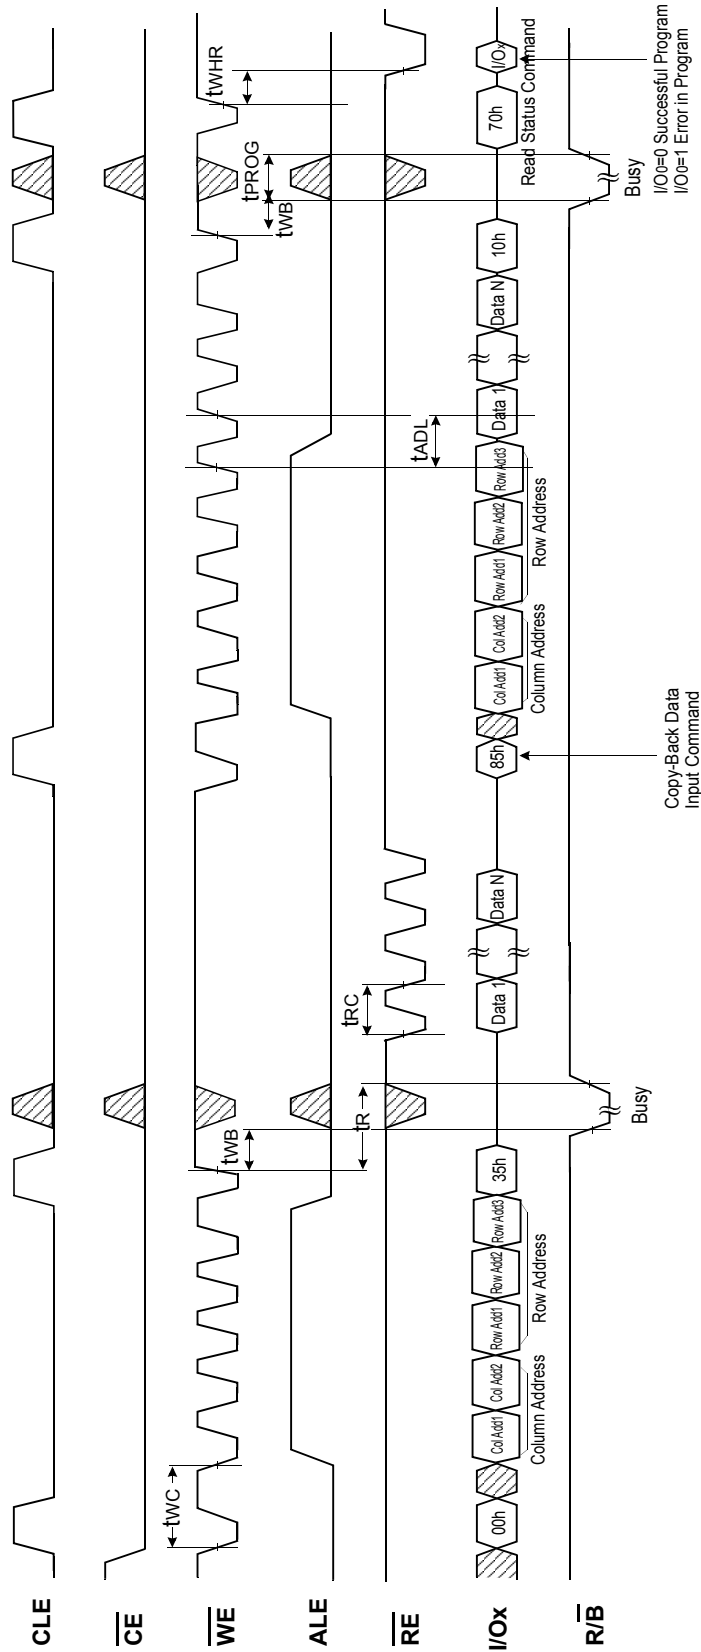 CLE
CE
WE
tWC
tWB
tWB
tPROG
tWHR
ALE
RE
tR
tRC
tADL
I/Ox
00h
Col Add1
Col Add2
Row Add1
Row Add2
Row Add3
35h
Data 1
Data N
85h
Col Add1
Col Add2
Row Add1
Row Add2
Row Add3
Data 1
Data N
10h
70h
I/Ox
Column Address
Row Address
Column Address
Row Address
Read Status Command
R/B
Busy
Busy
Copy-Back Data
Input Command
I/O0=0 Successful Program
I/O0=1 Error in Program